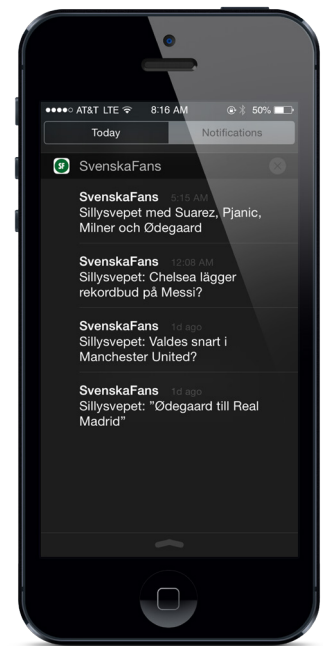 AT&T LTE 8:16 AM 50%
Today Notifications
SF SvenskaFans
SvenskaFans 5:15 AM
Sillysvepet med Suarez, Pjanic,
Milner och Ødegaard
SvenskaFans 12:08 AM
Sillysvepet: Chelsea lägger
rekordbud på Messi?
SvenskaFans 1d ago
Sillysvepet: Valdes snart i
Manchester United?
SvenskaFans 1d ago
Sillysvepet: ”Ødegaard till Real
Madrid”